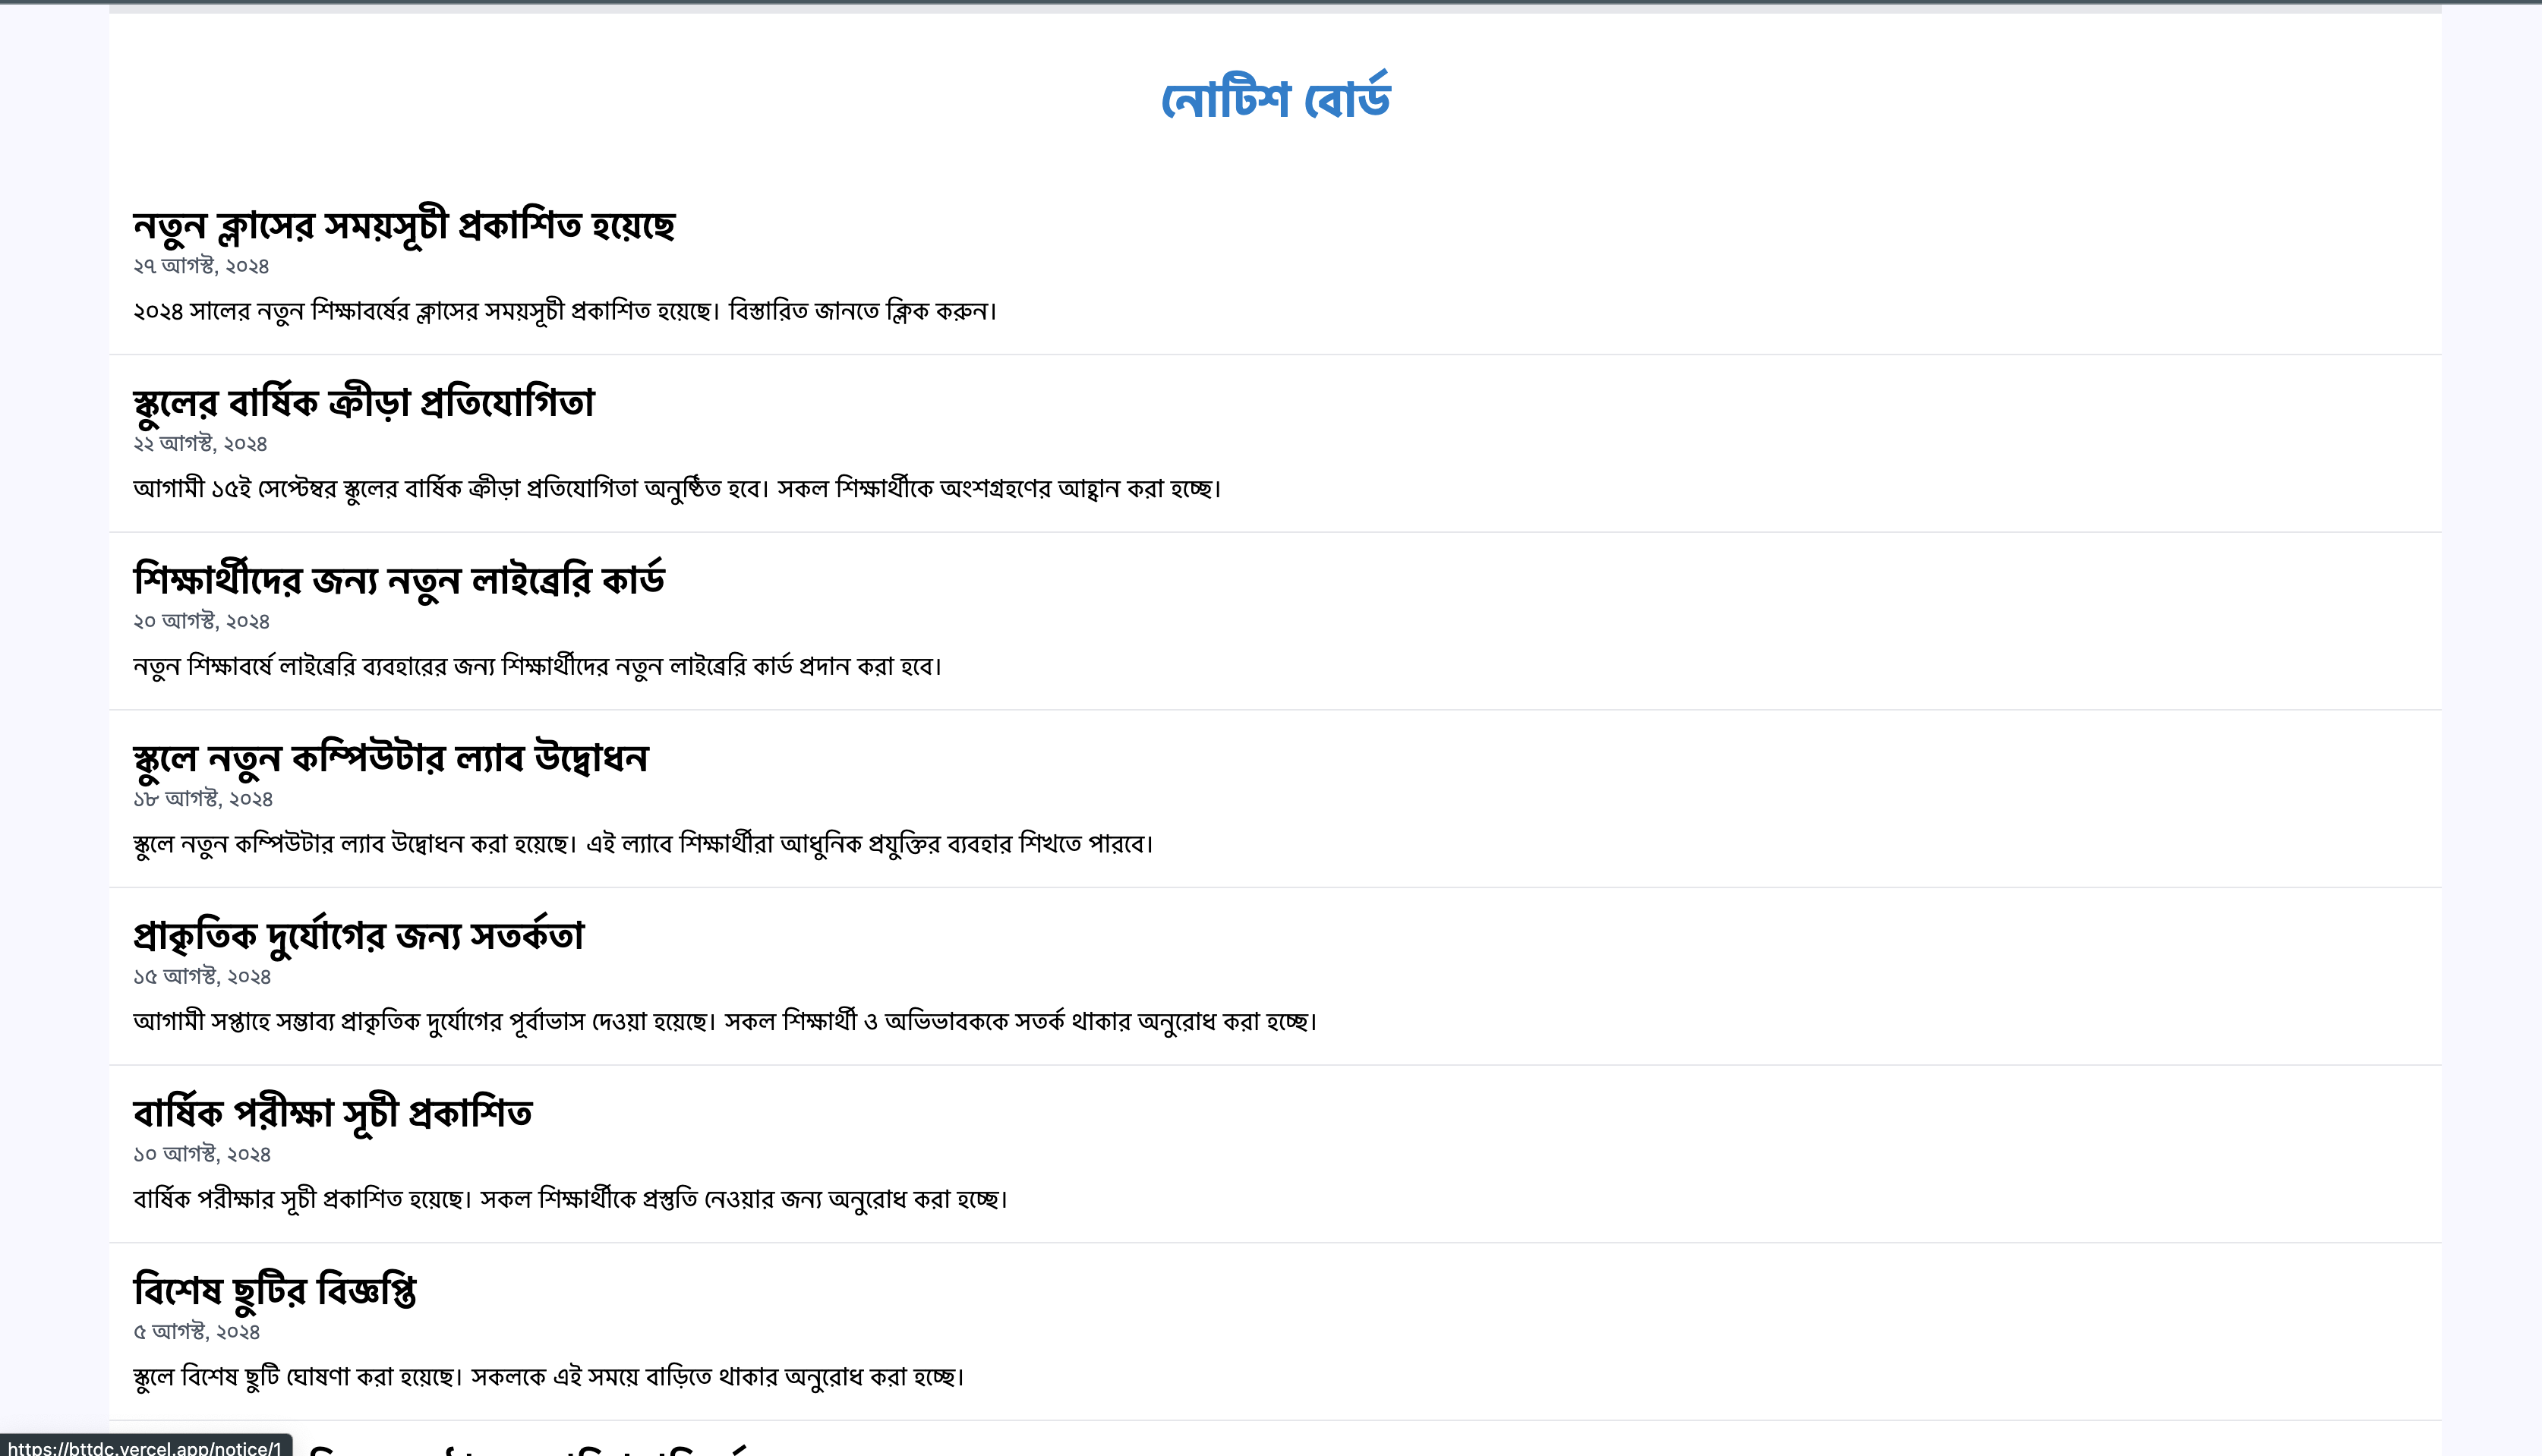 নোটিশ বোর্ড
নতুন ক্লাসের সময়সূচী প্রকাশিত হয়েছে
২৭ আগস্ট, ২০২৪
২০২৪ সালের নতুন শিক্ষাবর্ষের ক্লাসের সময়সূচী প্রকাশিত হয়েছে। বিস্তারিত জানতে ক্লিক করুন।
স্কুলের বার্ষিক ক্রীড়া প্রতিযোগিতা
২২ আগস্ট, ২০২৪
আগামী ১৫ই সেপ্টেম্বর স্কুলের বার্ষিক ক্রীড়া প্রতিযোগিতা অনুষ্ঠিত হবে। সকল শিক্ষার্থীকে অংশগ্রহণের আহ্বান করা হচ্ছে।
শিক্ষার্থীদের জন্য নতুন লাইব্রেরি কার্ড
২০ আগস্ট, ২০২৪
নতুন শিক্ষাবর্ষে লাইব্রেরি ব্যবহারের জন্য শিক্ষার্থীদের নতুন লাইব্রেরি কার্ড প্রদান করা হবে।
স্কুলে নতুন কম্পিউটার ল্যাব উদ্বোধন
১৮ আগস্ট, ২০২৪
স্কুলে নতুন কম্পিউটার ল্যাব উদ্বোধন করা হয়েছে। এই ল্যাবে শিক্ষার্থীরা আধুনিক প্রযুক্তির ব্যবহার শিখতে পারবে।
প্রাকৃতিক দুর্যোগের জন্য সতর্কতা
১৫ আগস্ট, ২০২৪
আগামী সপ্তাহে সম্ভাব্য প্রাকৃতিক দুর্যোগের পূর্বাভাস দেওয়া হয়েছে। সকল শিক্ষার্থী ও অভিভাবককে সতর্ক থাকার অনুরোধ করা হচ্ছে।
বার্ষিক পরীক্ষা সূচী প্রকাশিত
১০ আগস্ট, ২০২৪
বার্ষিক পরীক্ষার সূচী প্রকাশিত হয়েছে। সকল শিক্ষার্থীকে প্রস্তুতি নেওয়ার জন্য অনুরোধ করা হচ্ছে।
বিশেষ ছুটির বিজ্ঞপ্তি
৫ আগস্ট, ২০২৪
স্কুলে বিশেষ ছুটি ঘোষণা করা হয়েছে। সকলকে এই সময়ে বাড়িতে থাকার অনুরোধ করা হচ্ছে।
https://bttdc.vercel.app/notice/1